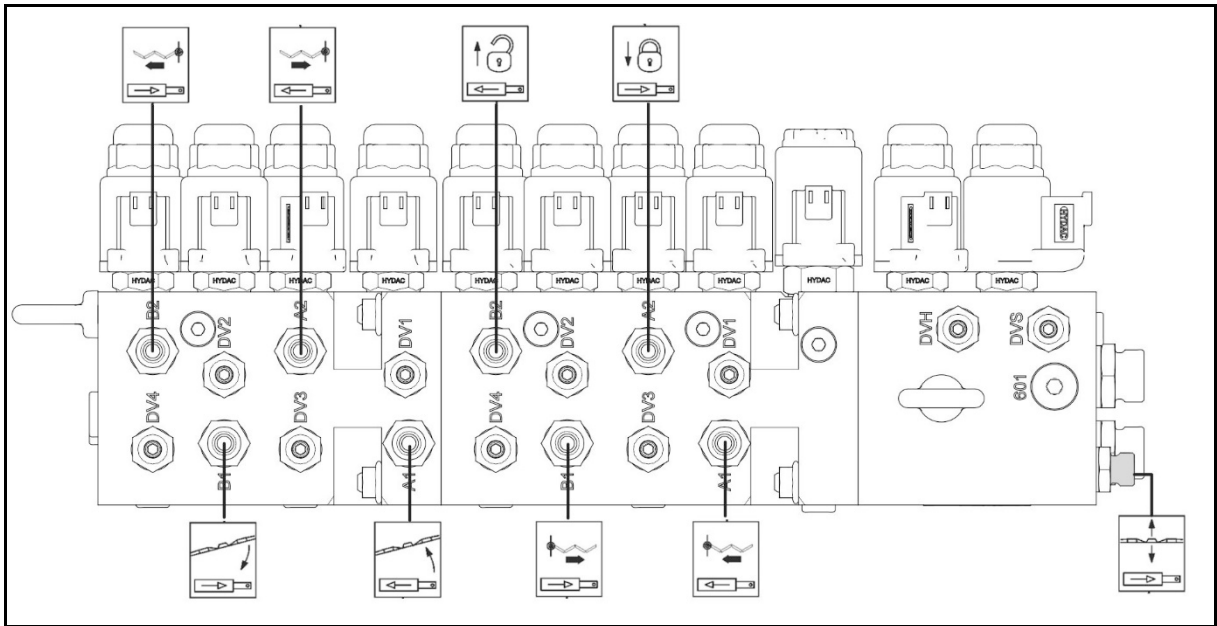 HYDAC HYDAC HYDAC HYDAC HYDAC HYDAC HYDAC HYDAC HYDAC HYDAC HYDAC
HYDAC
B2 DV2 A2 DV1 B2 DV2 A2 DV1 DVH DVS
DV4 DV3 DV4 DV3 601
B1 A1 B1 A1